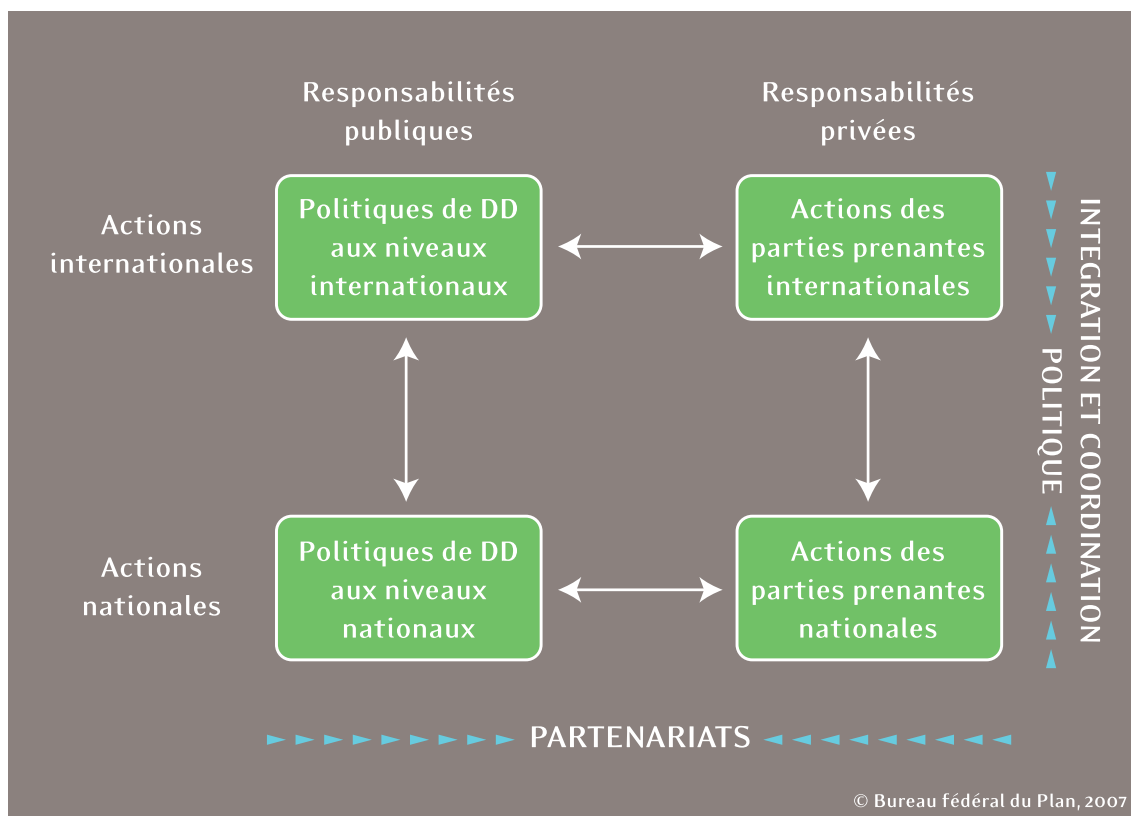 Responsabilités
publiques
Responsabilités
privées
Actions
internationales
Politiques de DD
aux niveaux
internationaux
Actions des
parties prenantes
internationales
INTEGRATION ET COORDINATION
POLITIQUE
Actions
nationales
Politiques de DD
aux niveaux
nationaux
Actions des
parties prenantes
nationales
PARTENARIATS
© Bureau fédéral du Plan, 2007